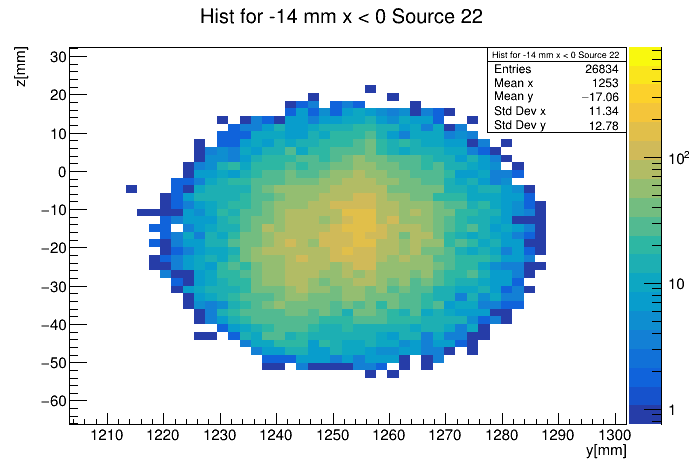 Hist for -14 mm x < 0 Source 22
z[mm]
30
20
10
0
−10
−20
−30
−40
−50
−60
Hist for -14 mm x < 0 Source 22
Entries 26834
Mean x 1253
Mean y −17.06
Std Dev x 11.34
Std Dev y 12.78
10²
10
1
1210 1220 1230 1240 1250 1260 1270 1280 1290 1300
y[mm]